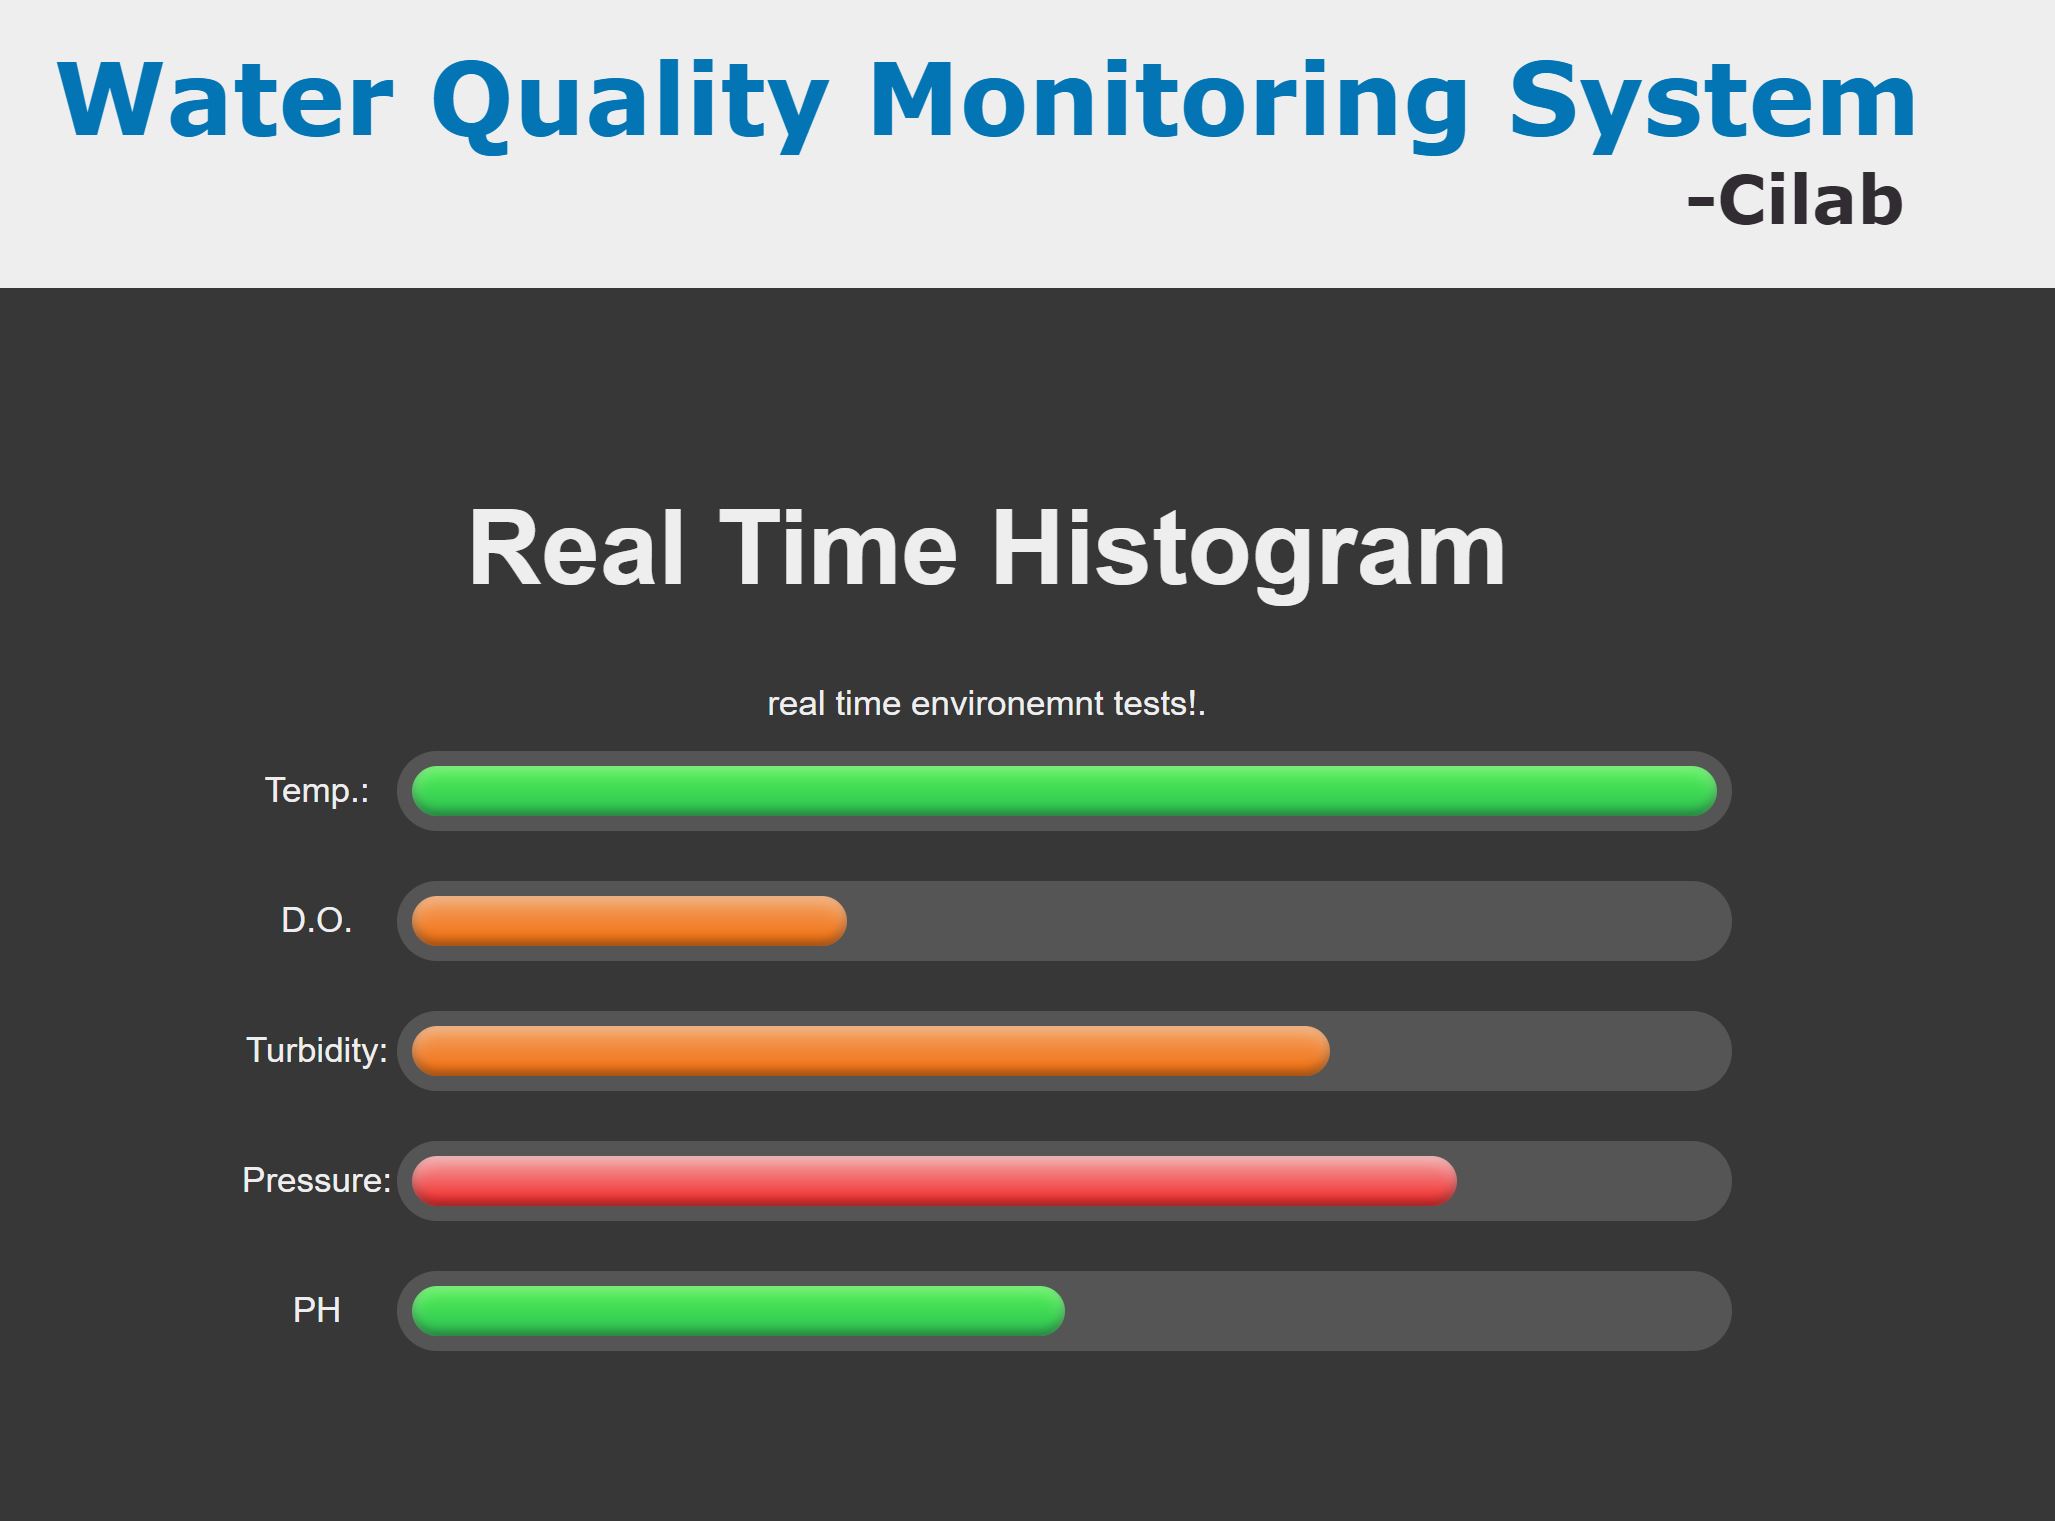 Water Quality Monitoring System
-Cilab
Real Time Histogram
real time environemnt tests!.
Temp.:
D.O.
Turbidity:
Pressure:
PH